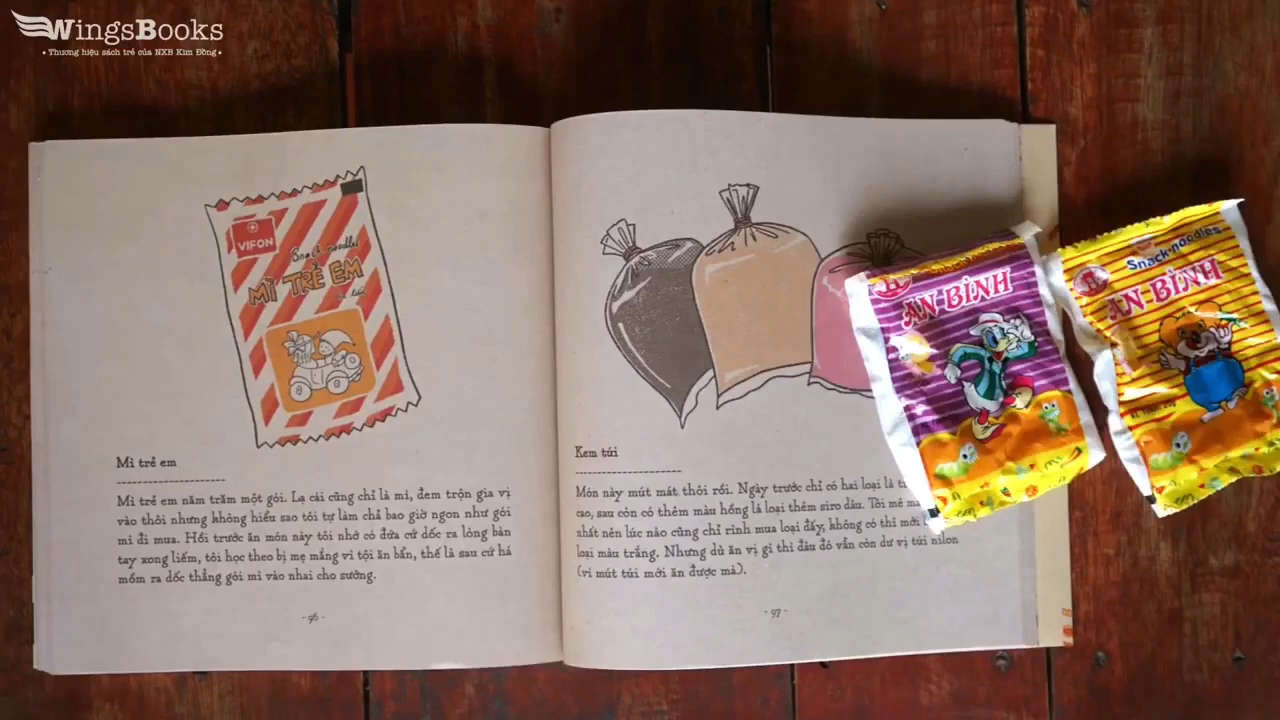 WingsBooks
• Thương hiệu sách trẻ của NXB Kim Đồng •
VIFON
Snack noodles
MÌ TRẺ EM
Mì trẻ em
Mì trẻ em năm trăm một gói. Lạ cái cũng chỉ là mì, đem trộn gia vị
vào thôi nhưng không hiểu sao tôi tự làm chả bao giờ ngon như gói
mì đi mua. Hồi trước ăn món này tôi nhớ có đứa cứ dốc ra lòng bàn
tay xong liếm, tôi học theo bị mẹ mắng vì tội ăn bẩn, thế là sau cứ há
mồm ra dốc thẳng gói mì vào nhai cho sướng.
- 96 -
Kem túi
Món này mút mát thôi rồi. Ngày trước chỉ có hai loại là
cao, sau còn có thêm màu hồng là loại thêm siro dâu. Tôi mê
nhất nên lúc nào cũng chỉ rình mua loại đấy, không có thì mới
loại màu trắng. Nhưng dù ăn vị gì thì đâu đó vẫn còn dư vị túi nilon
(vì mút túi mới ăn được mà).
- 97 -
AN BÌNH
Snack-noodles
AN BÌNH